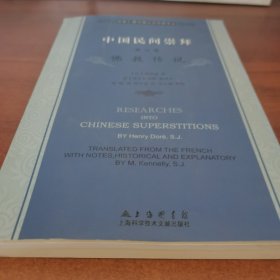 中国民间崇拜
佛教传说
RESEARCHES
INTO
CHINESE SUPERSTITIONS
BY Henry Doré, S.J.
TRANSLATED FROM THE FRENCH
WITH NOTES, HISTORICAL AND EXPLANATORY
BY M. Kennelly, S.J.
上海图书馆
上海科学技术文献出版社